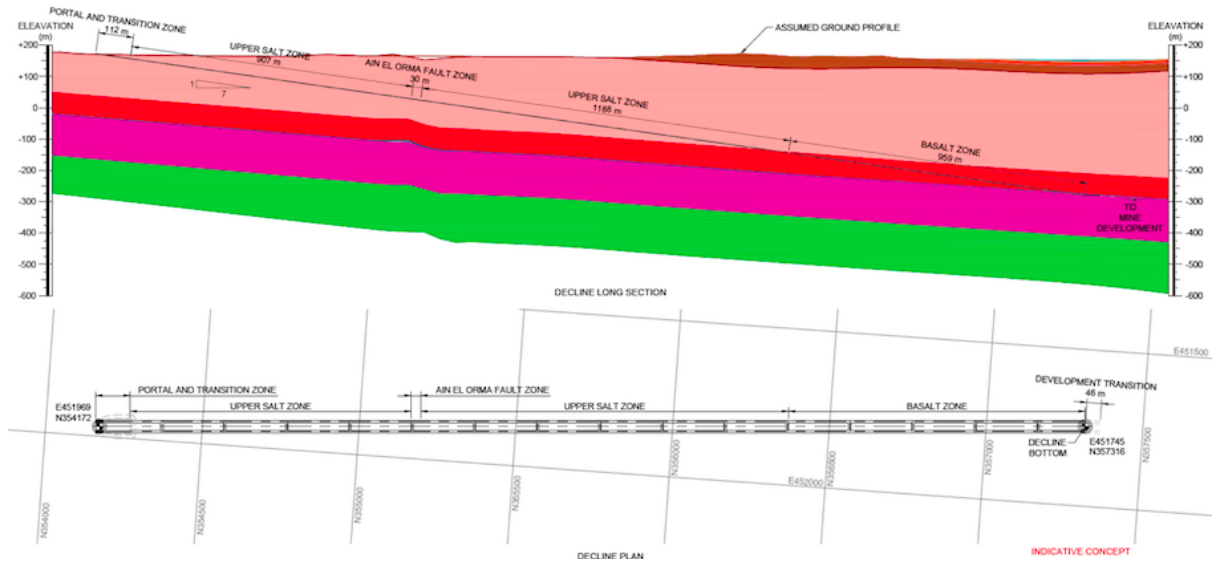 PORTAL AND TRANSITION ZONE
112 m
ELEAVATION
(m)
UPPER SALT ZONE
907 m
AIN EL ORMA FAULT ZONE
30 m
ASSUMED GROUND PROFILE
ELEAVATION
(m)
+200
+100
0
-100
-200
-300
-400
-500
-600
1
7
UPPER SALT ZONE
1186 m
BASALT ZONE
959 m
TO
MINE
DEVELOPMENT
+200
+100
0
-100
-200
-300
-400
-500
-600
DECLINE LONG SECTION
E451500
PORTAL AND TRANSITION ZONE
AIN EL ORMA FAULT ZONE
DEVELOPMENT TRANSITION
46 m
E451969
N354172
UPPER SALT ZONE
UPPER SALT ZONE
BASALT ZONE
DECLINE
BOTTOM
E451745
N357316
E452000
N354000
N354500
N355000
N355500
N356000
N356500
N357000
N357500
DECLINE PLAN
INDICATIVE CONCEPT